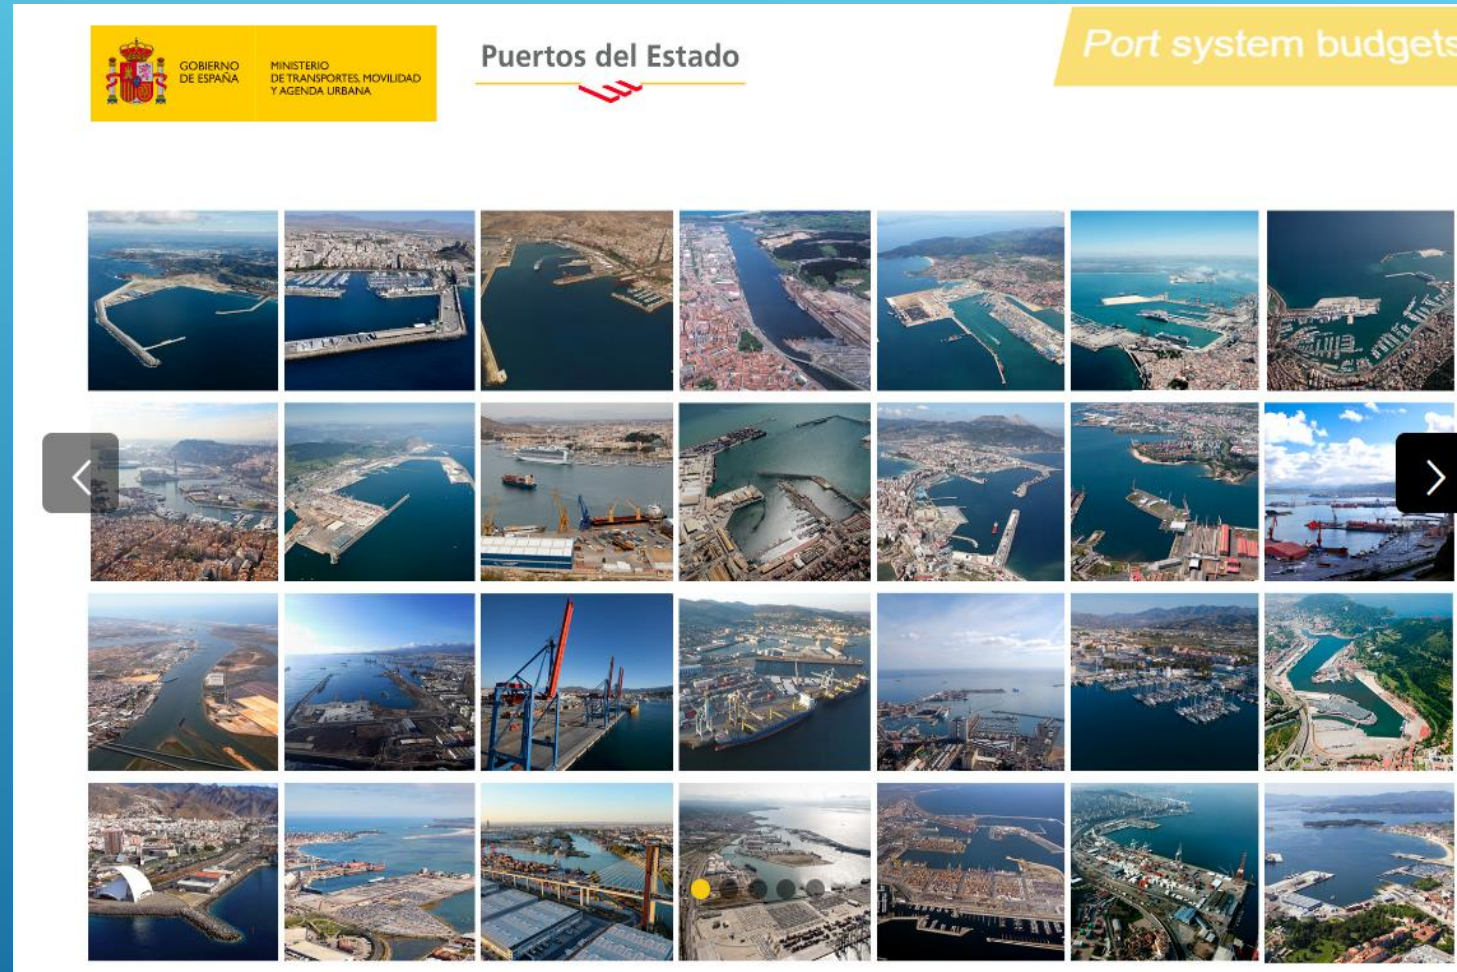 GOBIERNO
DE ESPAÑA
MINISTERIO
DE TRANSPORTES, MOVILIDAD
Y AGENDA URBANA
Puertos del Estado
Port system budgets